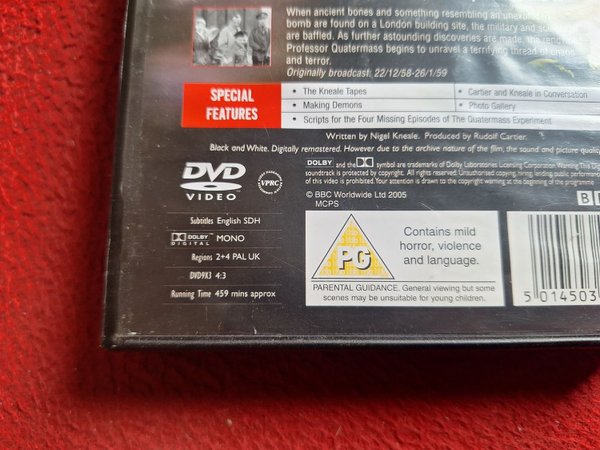 When ancient bones and something resembling an unexploded
bomb are found on a London building site, the military and
are baffled. As further astounding discoveries are made, the
Professor Quatermass begins to unravel a terrifying thread of
and terror.
Originally broadcast: 22/12/58-26/1/59
SPECIAL
FEATURES
• The Kneale Tapes
• Cartier and Kneale in Conversation
• Making Demons
• Photo Gallery
• Scripts for the Four Missing Episodes of The Quatermass Experiment
Written by Nigel Kneale. Produced by Rudolf Cartier.
Black and White. Digitally remastered. However due to the archive nature of the film, the sound and picture quality
DVD
VIDEO
VPRC
DOLBY and the DD symbol are trademarks of Dolby Laboratories Licensing Corporation. Warning: This Digi
soundtrack is protected by copyright. All rights reserved. Unauthorised copying, hiring, lending, public performance
of this video is prohibited. Your attention is drawn to the copyright warning at the beginning of the programme
© BBC Worldwide Ltd 2005
MCPS
B
Subtitles English SDH
DOLBY DIGITAL MONO
Regions 2+4 PAL UK
DVD9X3 4:3
Running Time 459 mins approx
PG
Contains mild
horror, violence
and language.
PARENTAL GUIDANCE. General viewing but some
scenes may be unsuitable for young children.
5 014503